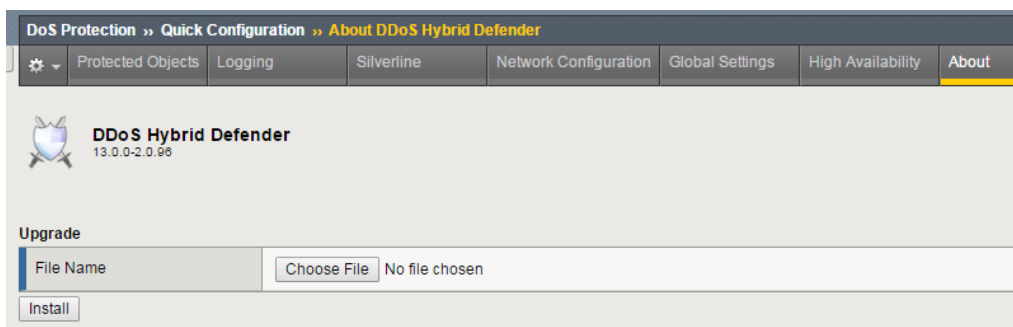 DoS Protection ›› Quick Configuration ›› About DDoS Hybrid Defender
Protected Objects Logging Silverline Network Configuration Global Settings High Availability About
DDoS Hybrid Defender
13.0.0-2.0.96
Upgrade
File Name Choose File No file chosen
Install